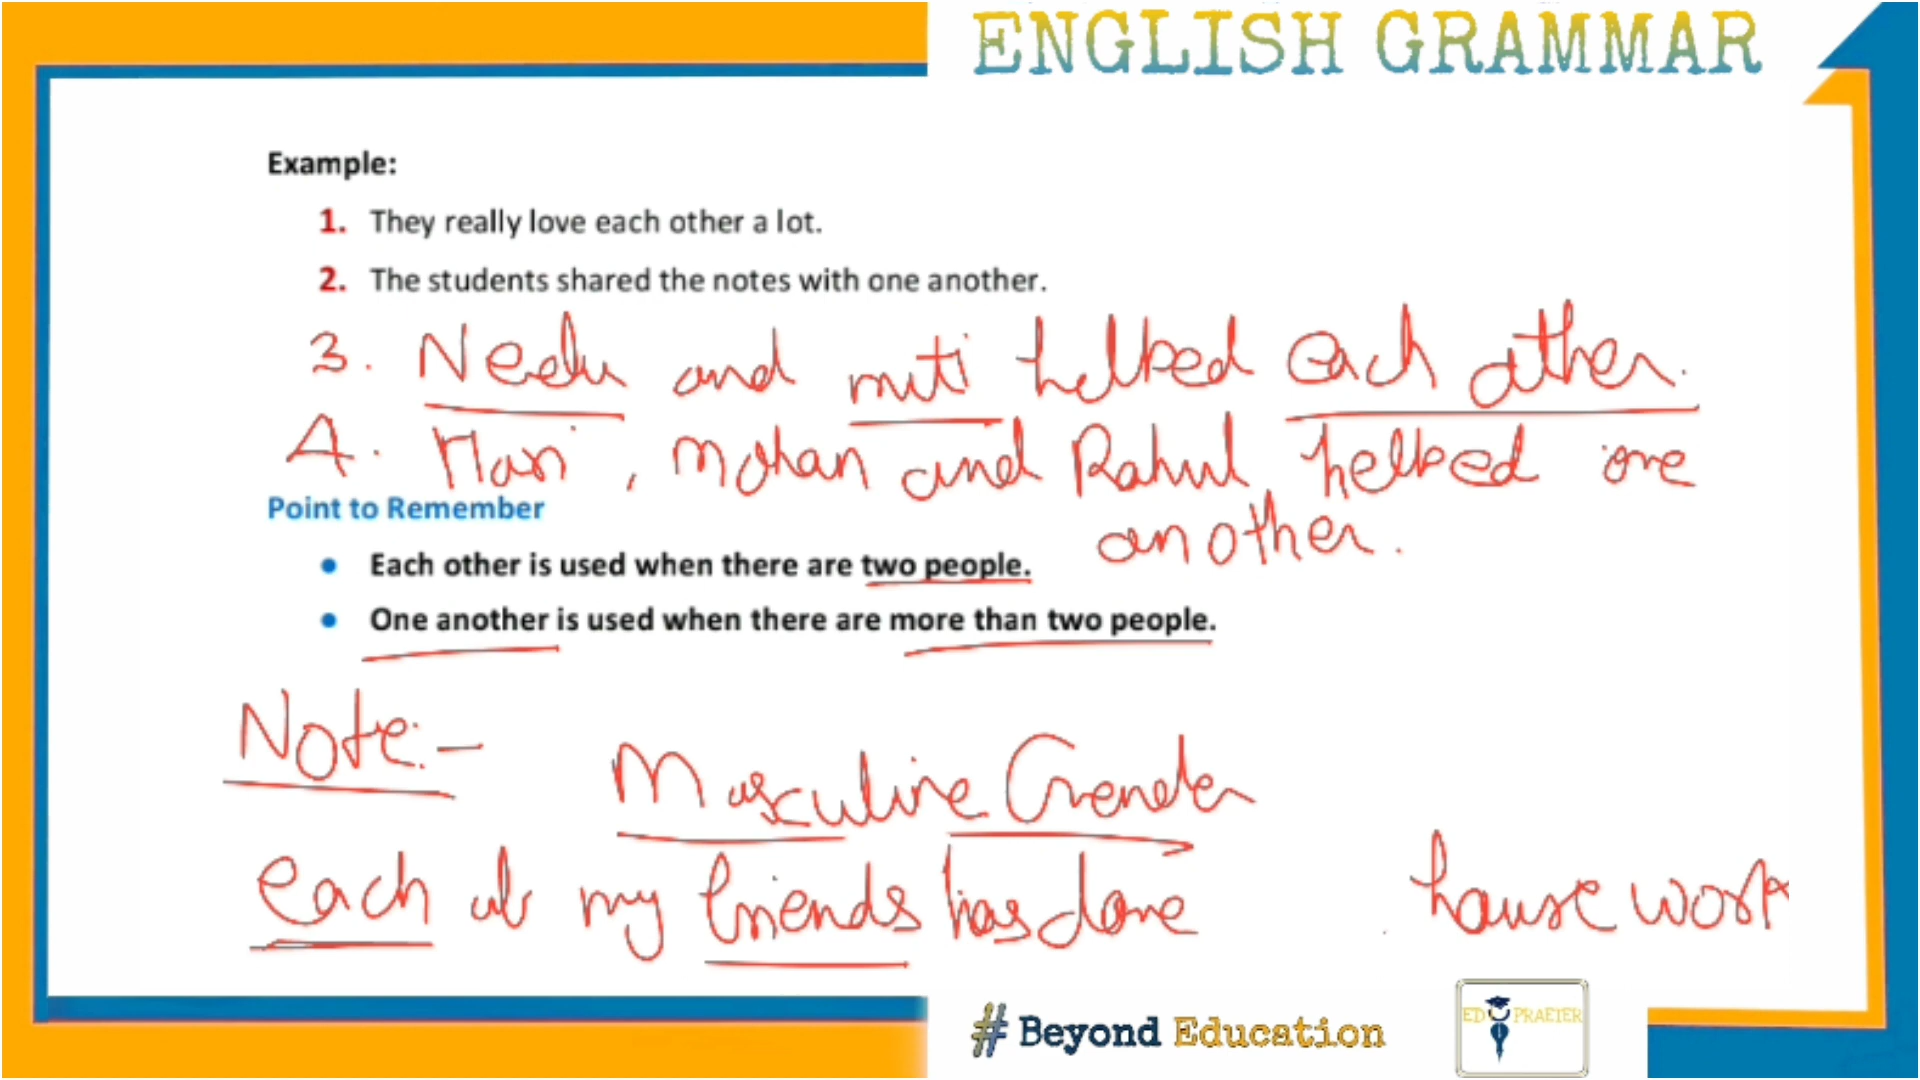 ENGLISH GRAMMAR
Example:
1. They really love each other a lot.
2. The students shared the notes with one another.
3. Neelu and niti helped each other.
4. Hari, Mohan and Rahul helped one
another.
Point to Remember
• Each other is used when there are two people.
• One another is used when there are more than two people.
Note:-
Masculine Gender
each of my friends has done house work
# Beyond Education
EDUPRAETER